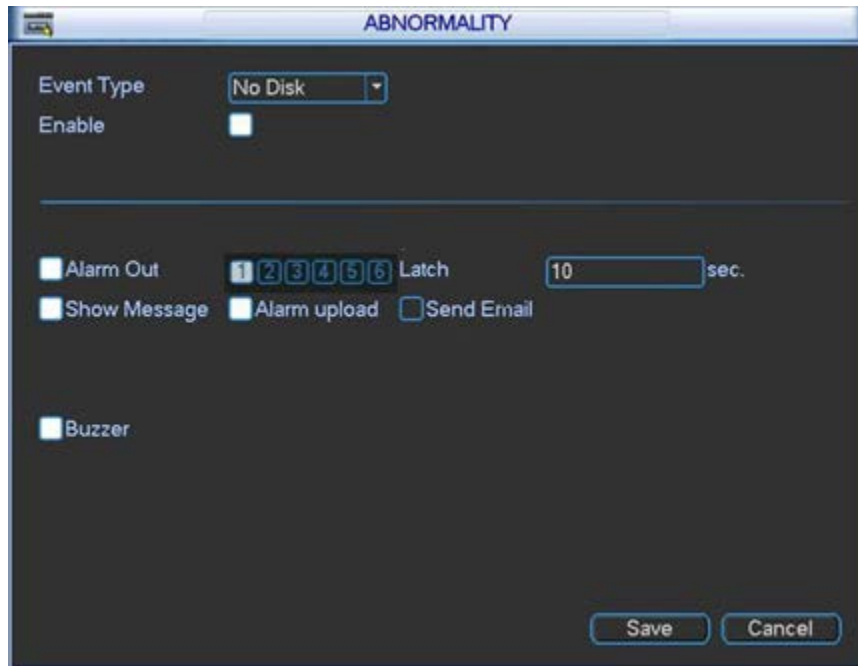 ABNORMALITY
Event Type No Disk
Enable
Alarm Out 1 2 3 4 5 6 Latch 10 sec.
Show Message Alarm upload Send Email
Buzzer
Save Cancel